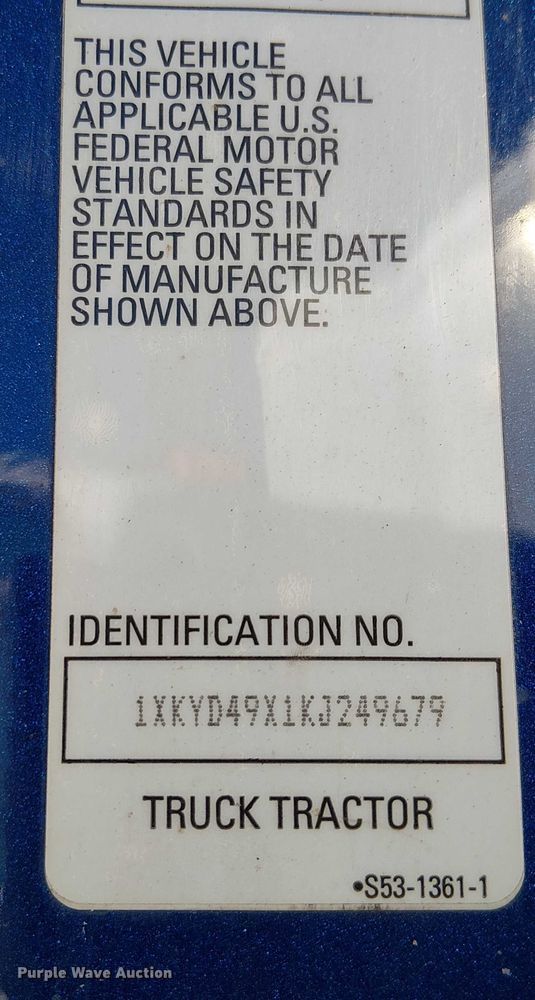 THIS VEHICLE
CONFORMS TO ALL
APPLICABLE U.S.
FEDERAL MOTOR
VEHICLE SAFETY
STANDARDS IN
EFFECT ON THE DATE
OF MANUFACTURE
SHOWN ABOVE.
IDENTIFICATION NO.
1XKYD49X1KJ249679
TRUCK TRACTOR
•S53-1361-1
Purple Wave Auction